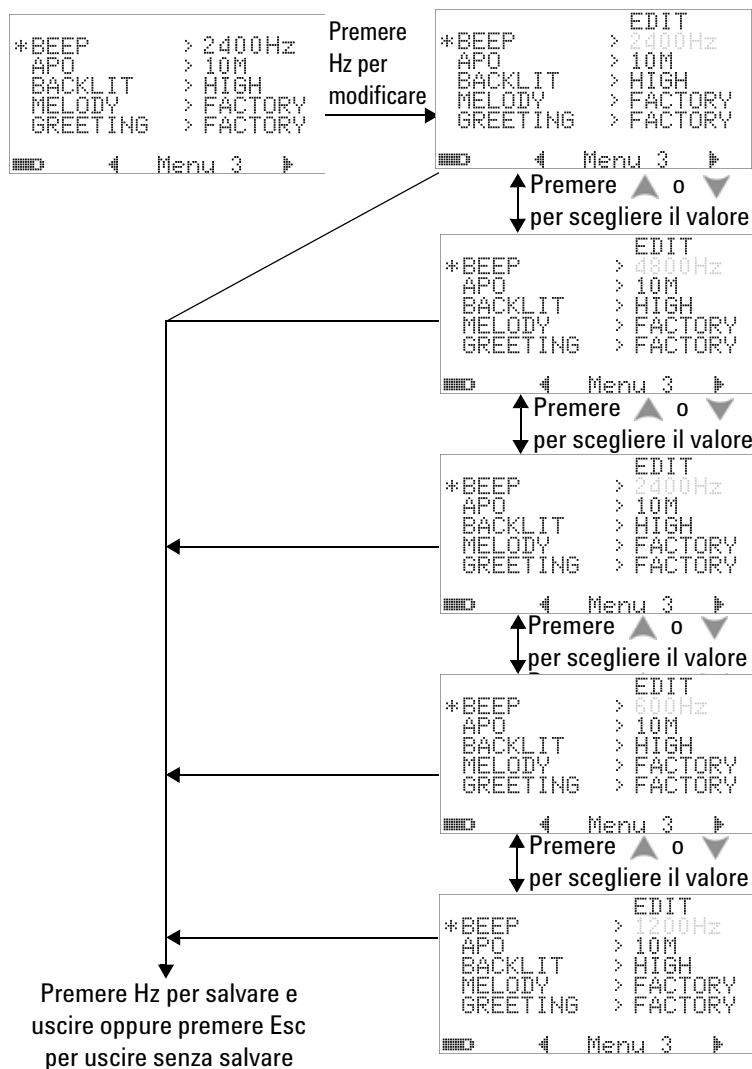 *BEEP > 2400Hz
APO > 10M
BACKLIT > HIGH
MELODY > FACTORY
GREETING > FACTORY
Menu 3
Premere
Hz per
modificare
EDIT
*BEEP > 2400Hz
APO > 10M
BACKLIT > HIGH
MELODY > FACTORY
GREETING > FACTORY
Menu 3
Premere o
per scegliere il valore
EDIT
*BEEP > 4800Hz
APO > 10M
BACKLIT > HIGH
MELODY > FACTORY
GREETING > FACTORY
Menu 3
Premere o
per scegliere il valore
EDIT
*BEEP > 2400Hz
APO > 10M
BACKLIT > HIGH
MELODY > FACTORY
GREETING > FACTORY
Menu 3
Premere o
per scegliere il valore
EDIT
*BEEP > 600Hz
APO > 10M
BACKLIT > HIGH
MELODY > FACTORY
GREETING > FACTORY
Menu 3
Premere o
per scegliere il valore
EDIT
*BEEP > 1200Hz
APO > 10M
BACKLIT > HIGH
MELODY > FACTORY
GREETING > FACTORY
Menu 3
Premere Hz per salvare e
uscire oppure premere Esc
per uscire senza salvare